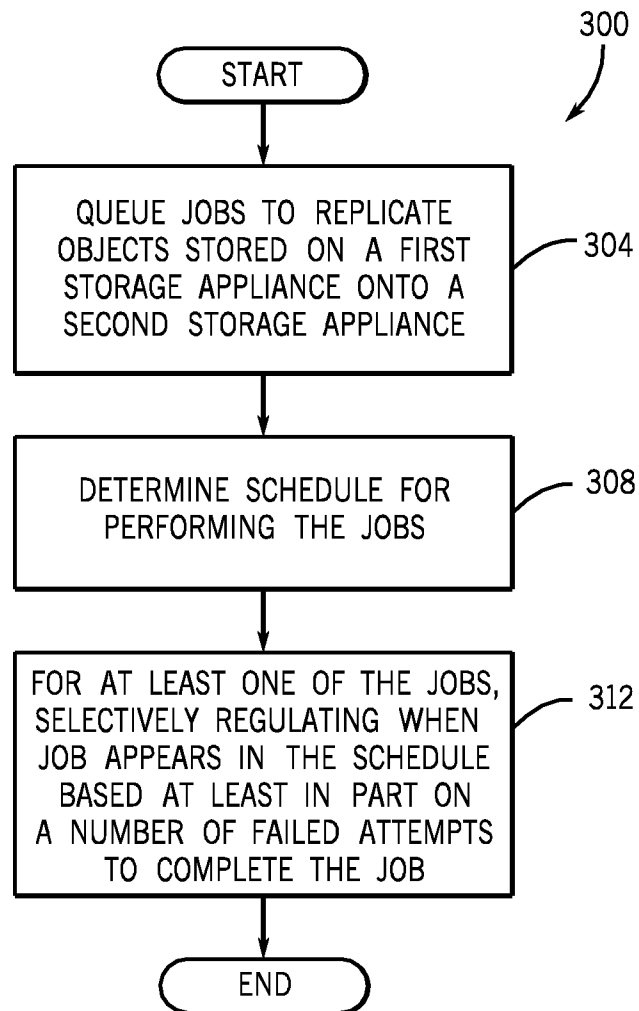 300
START
QUEUE JOBS TO REPLICATE
OBJECTS STORED ON A FIRST
STORAGE APPLIANCE ONTO A
SECOND STORAGE APPLIANCE
304
DETERMINE SCHEDULE FOR
PERFORMING THE JOBS
308
FOR AT LEAST ONE OF THE JOBS,
SELECTIVELY REGULATING WHEN
JOB APPEARS IN THE SCHEDULE
BASED AT LEAST IN PART ON
A NUMBER OF FAILED ATTEMPTS
TO COMPLETE THE JOB
312
END